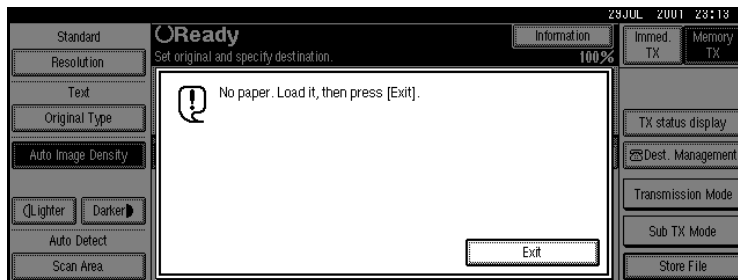 29JUL 2001 23:13
Standard
Resolution
Text
Original Type
Auto Image Density
Lighter
Darker
Auto Detect
Scan Area
Ready
Information
Set original and specify destination.
100%
No paper. Load it, then press [Exit].
Exit
Immed.
TX
Memory
TX
TX status display
Dest. Management
Transmission Mode
Sub TX Mode
Store File